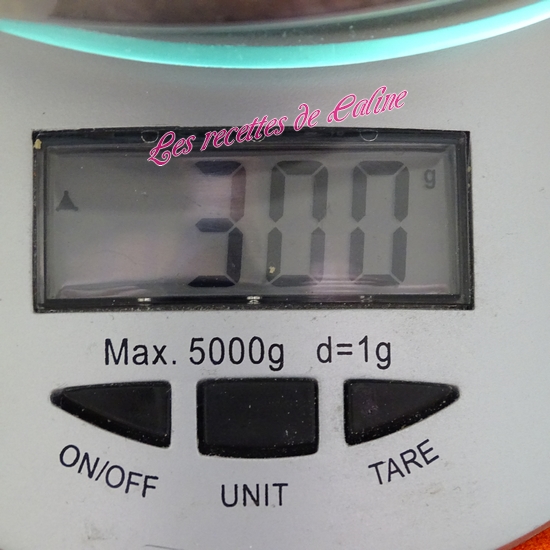 Les recettes de Caline
300 g
Max. 5000g d=1g
ON/OFF UNIT TARE